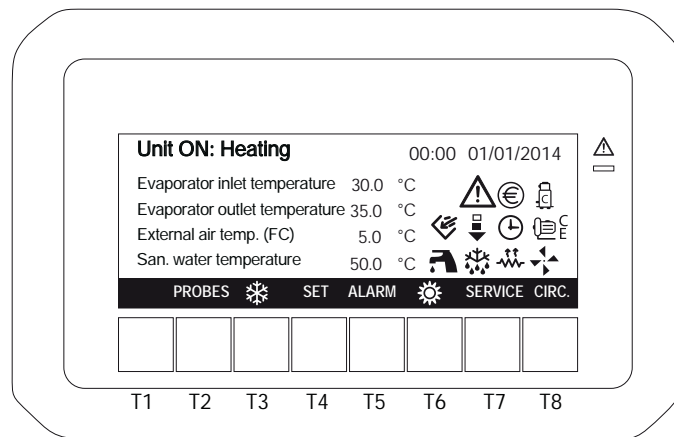 Unit ON: Heating 00:00 01/01/2014
Evaporator inlet temperature 30.0 °C
Evaporator outlet temperature 35.0 °C
External air temp. (FC) 5.0 °C
San. water temperature 50.0 °C
€ C
C
E
PROBES SET ALARM SERVICE CIRC.
T1 T2 T3 T4 T5 T6 T7 T8